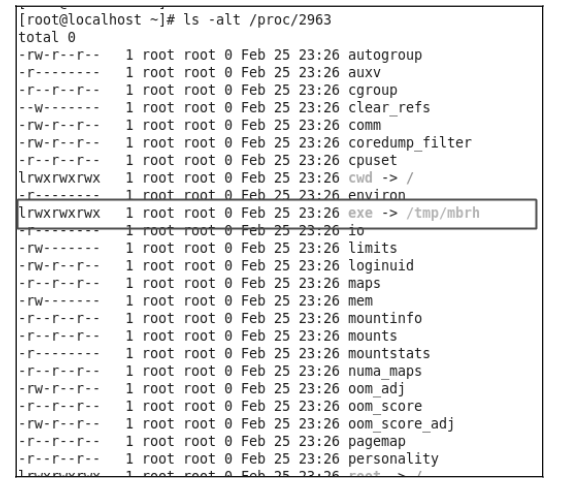 [root@localhost ~]# ls -alt /proc/2963
total 0
-rw-r--r-- 1 root root 0 Feb 25 23:26 autogroup
-r-------- 1 root root 0 Feb 25 23:26 auxv
-r--r--r-- 1 root root 0 Feb 25 23:26 cgroup
--w------- 1 root root 0 Feb 25 23:26 clear_refs
-rw-r--r-- 1 root root 0 Feb 25 23:26 comm
-rw-r--r-- 1 root root 0 Feb 25 23:26 coredump_filter
-r--r--r-- 1 root root 0 Feb 25 23:26 cpuset
lrwxrwxrwx 1 root root 0 Feb 25 23:26 cwd -> /
-r-------- 1 root root 0 Feb 25 23:26 environ
lrwxrwxrwx 1 root root 0 Feb 25 23:26 exe -> /tmp/mbrh
-r-------- 1 root root 0 Feb 25 23:26 io
-rw------- 1 root root 0 Feb 25 23:26 limits
-rw-r--r-- 1 root root 0 Feb 25 23:26 loginuid
-r--r--r-- 1 root root 0 Feb 25 23:26 maps
-rw------- 1 root root 0 Feb 25 23:26 mem
-r--r--r-- 1 root root 0 Feb 25 23:26 mountinfo
-r--r--r-- 1 root root 0 Feb 25 23:26 mounts
-r-------- 1 root root 0 Feb 25 23:26 mountstats
-r--r--r-- 1 root root 0 Feb 25 23:26 numa_maps
-rw-r--r-- 1 root root 0 Feb 25 23:26 oom_adj
-r--r--r-- 1 root root 0 Feb 25 23:26 oom_score
-rw-r--r-- 1 root root 0 Feb 25 23:26 oom_score_adj
-r--r--r-- 1 root root 0 Feb 25 23:26 pagemap
-r--r--r-- 1 root root 0 Feb 25 23:26 personality
lrwxrwxrwx 1 root root 0 Feb 25 23:26 root -> /